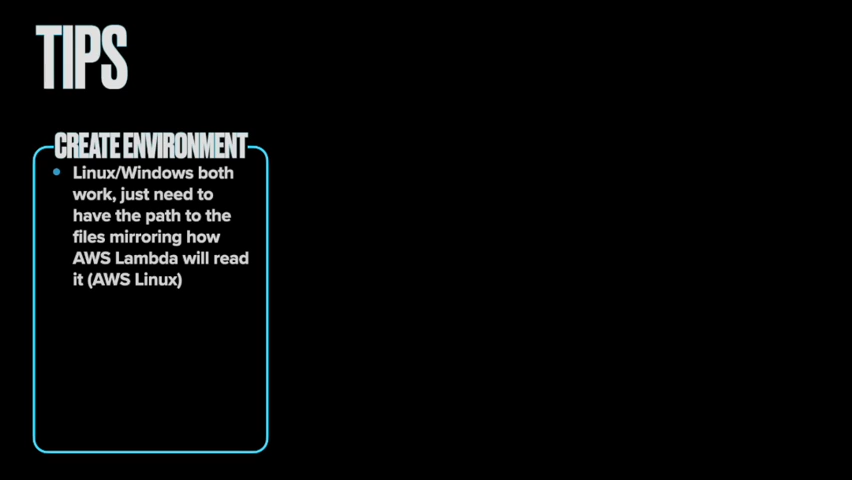 TIPS
CREATE ENVIRONMENT
Linux/Windows both
work, just need to
have the path to the
files mirroring how
AWS Lambda will read
it (AWS Linux)